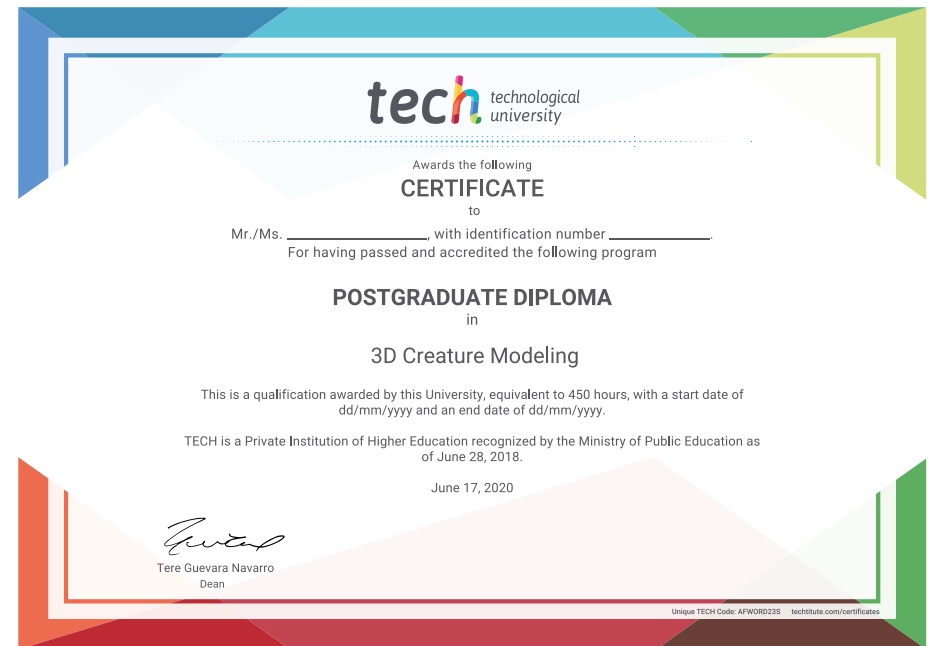 tech technological
university
Awards the following
CERTIFICATE
to
Mr./Ms. ____________________, with identification number ______________.
For having passed and accredited the following program
POSTGRADUATE DIPLOMA
in
3D Creature Modeling
This is a qualification awarded by this University, equivalent to 450 hours, with a start date of
dd/mm/yyyy and an end date of dd/mm/yyyy.
TECH is a Private Institution of Higher Education recognized by the Ministry of Public Education as
of June 28, 2018.
June 17, 2020
Tere Guevara Navarro
Dean
Unique TECH Code: AFWORD23S techtitute.com/certificates